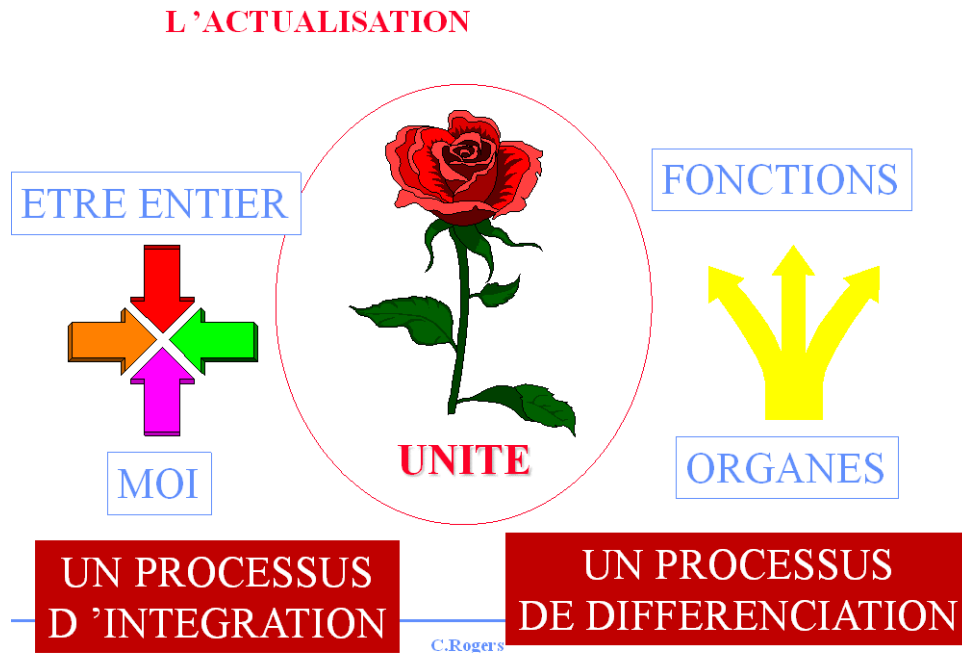 L ’ACTUALISATION
ETRE ENTIER
MOI
UNITE
FONCTIONS
ORGANES
UN PROCESSUS
D ’INTEGRATION
UN PROCESSUS
DE DIFFERENCIATION
C.Rogers